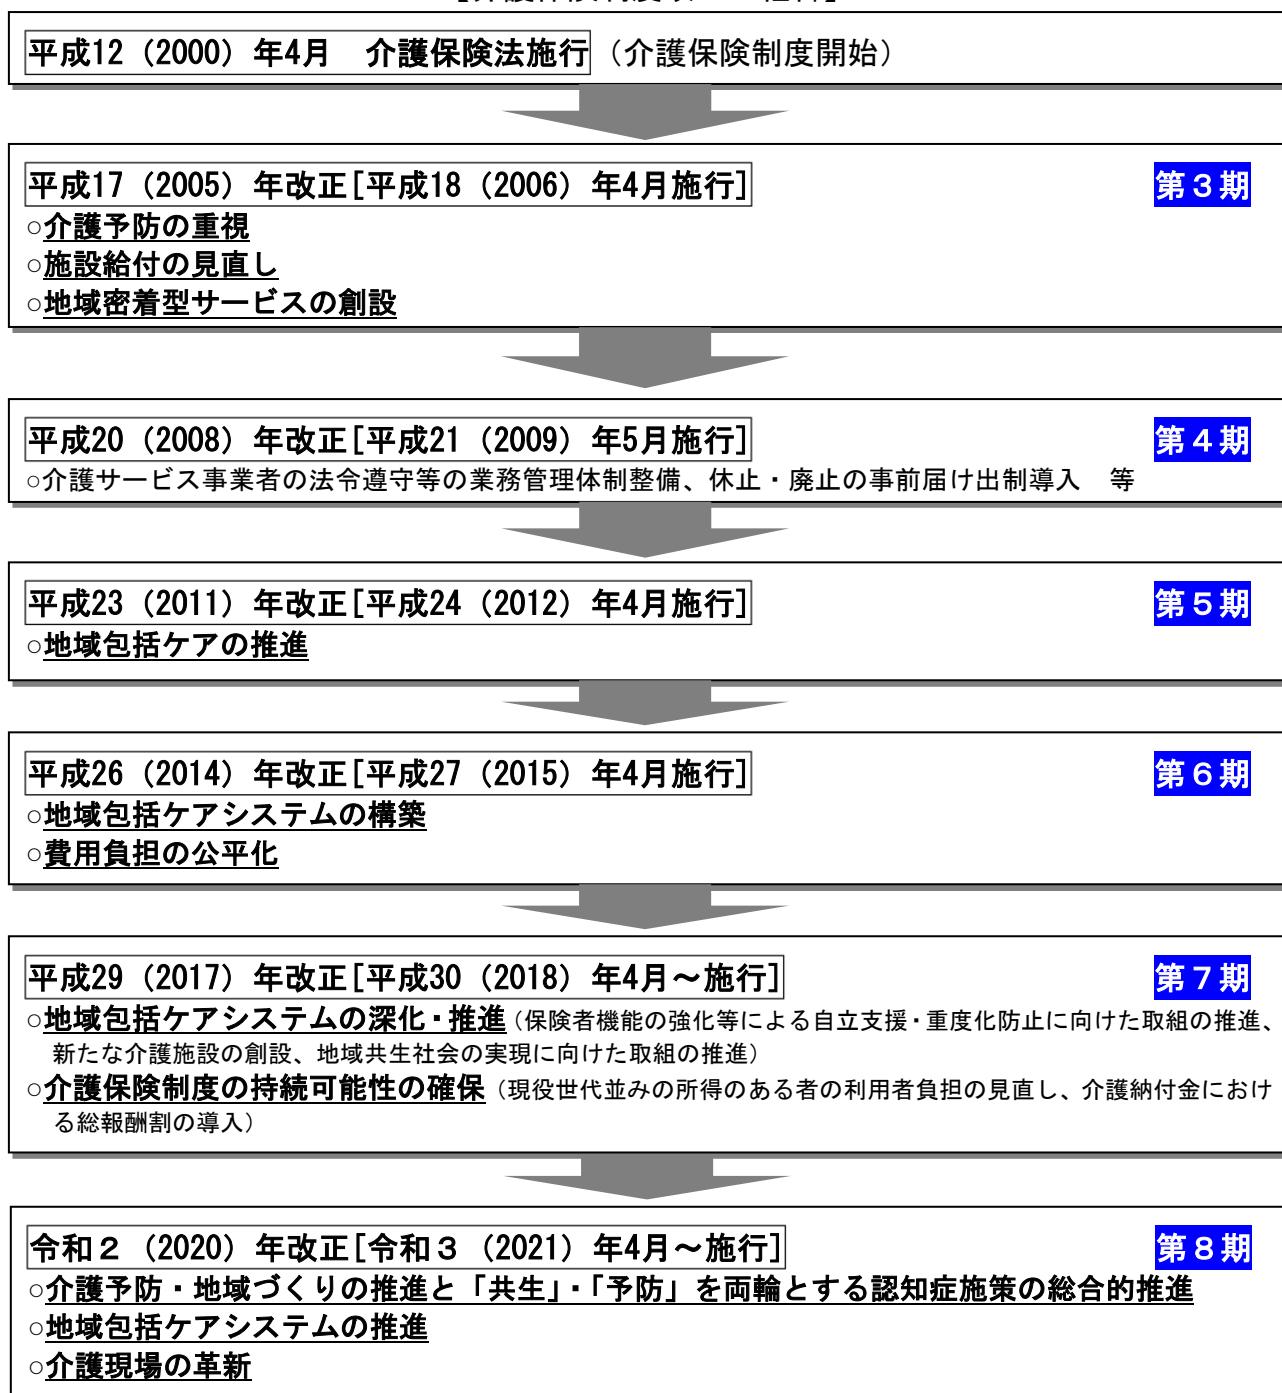 平成12（2000）年4月　介護保険法施行（介護保険制度開始）
平成17（2005）年改正[平成18（2006）年4月施行]　第３期
○介護予防の重視
○施設給付の見直し
○地域密着型サービスの創設
平成20（2008）年改正[平成21（2009）年5月施行]　第４期
○介護サービス事業者の法令遵守等の業務管理体制整備、休止・廃止の事前届け出制導入　等
平成23（2011）年改正[平成24（2012）年4月施行]　第５期
○地域包括ケアの推進
平成26（2014）年改正[平成27（2015）年4月施行]　第６期
○地域包括ケアシステムの構築
○費用負担の公平化
平成29（2017）年改正[平成30（2018）年4月～施行]　第７期
○地域包括ケアシステムの深化・推進（保険者機能の強化等による自立支援・重度化防止に向けた取組の推進、
新たな介護施設の創設、地域共生社会の実現に向けた取組の推進）
○介護保険制度の持続可能性の確保（現役世代並みの所得のある者の利用者負担の見直し、介護納付金におけ
る総報酬割の導入）
令和２（2020）年改正[令和３（2021）年4月～施行]　第８期
○介護予防・地域づくりの推進と「共生」・「予防」を両輪とする認知症施策の総合的推進
○地域包括ケアシステムの推進
○介護現場の革新